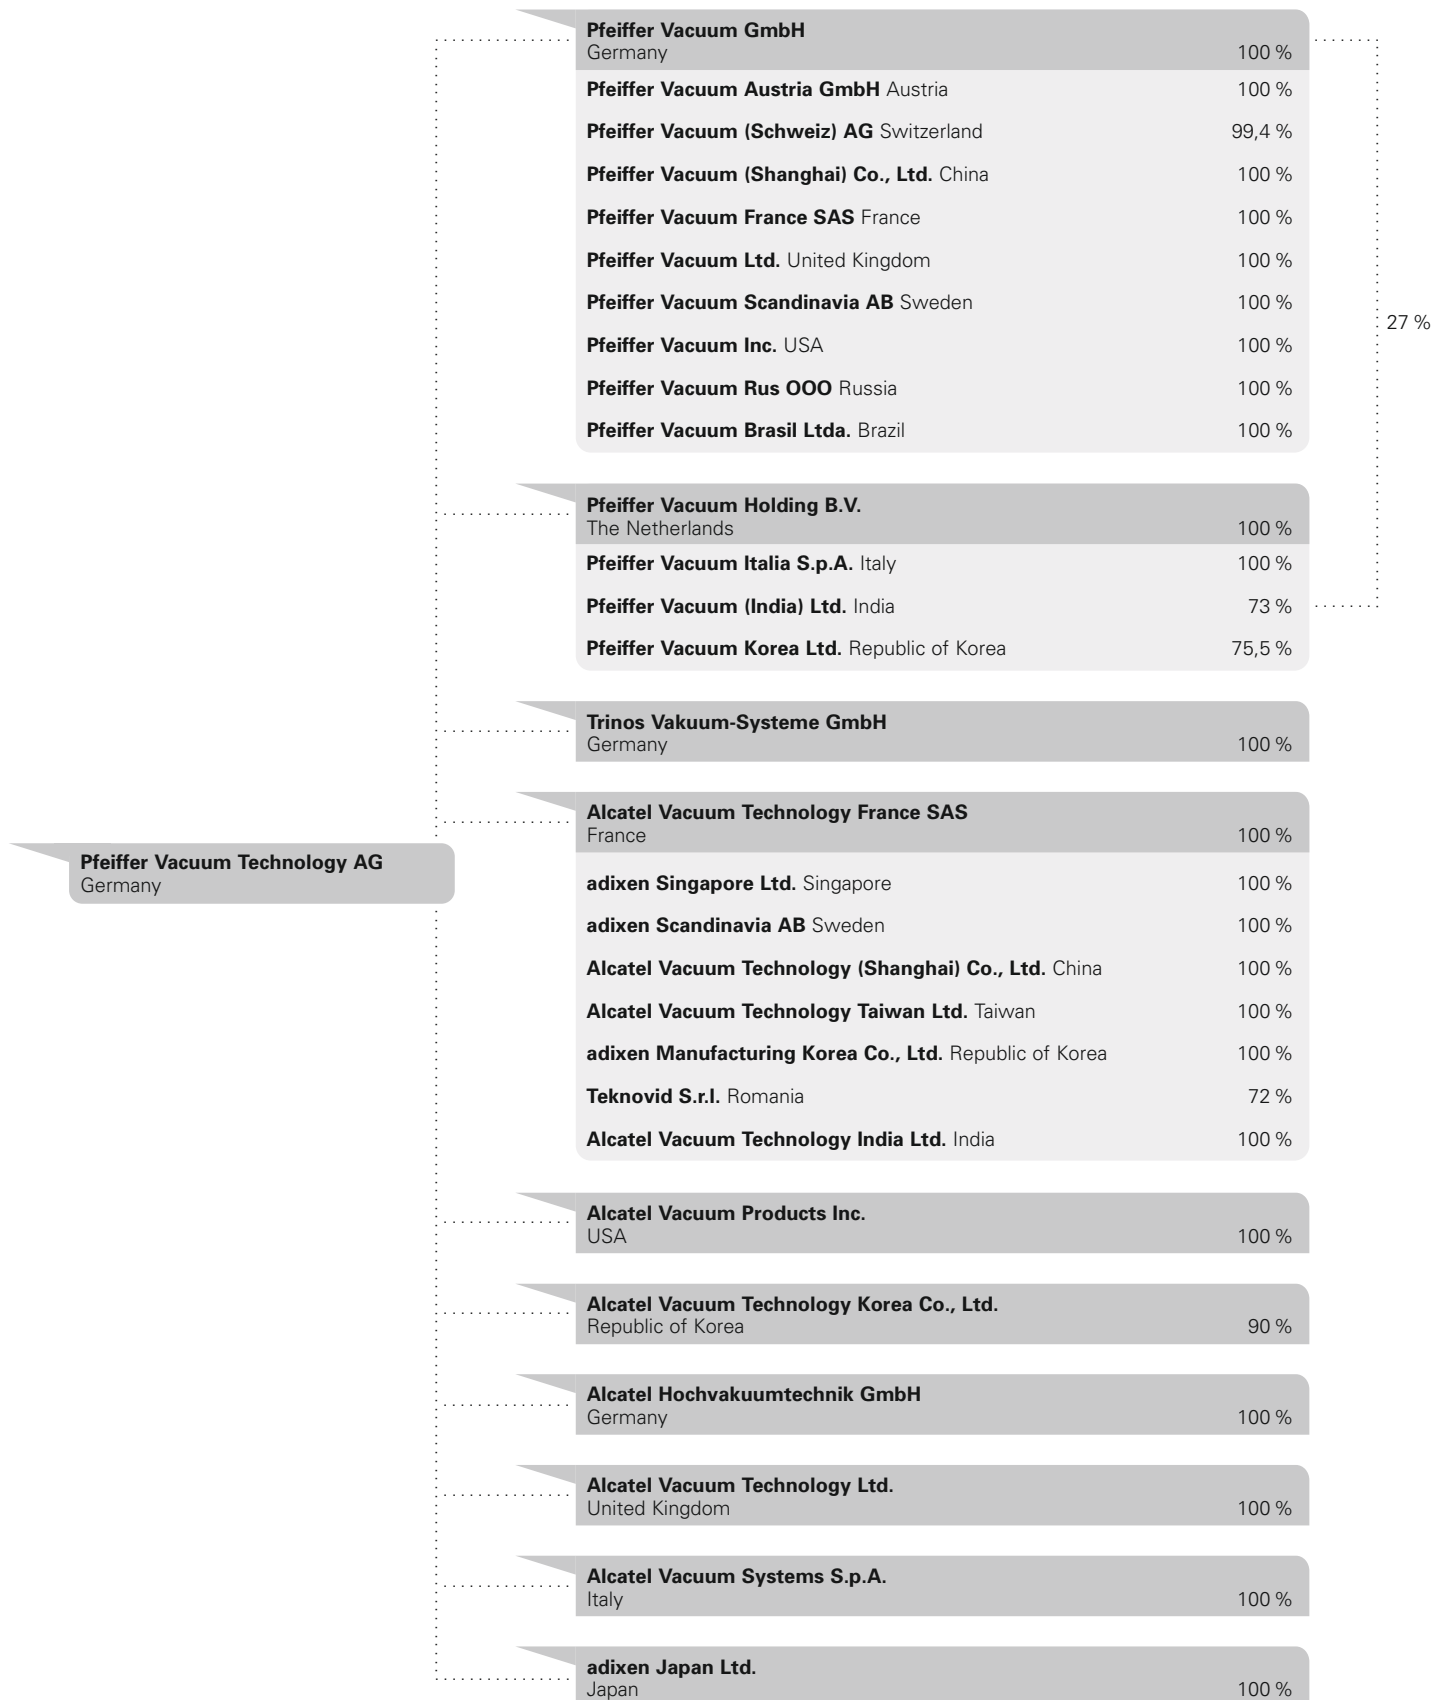 Pfeiffer Vacuum Technology AG
Germany
Pfeiffer Vacuum GmbH
Germany 100 %
Pfeiffer Vacuum Austria GmbH Austria 100 %
Pfeiffer Vacuum (Schweiz) AG Switzerland 99,4 %
Pfeiffer Vacuum (Shanghai) Co., Ltd. China 100 %
Pfeiffer Vacuum France SAS France 100 %
Pfeiffer Vacuum Ltd. United Kingdom 100 %
Pfeiffer Vacuum Scandinavia AB Sweden 100 %
27 %
Pfeiffer Vacuum Inc. USA 100 %
Pfeiffer Vacuum Rus OOO Russia 100 %
Pfeiffer Vacuum Brasil Ltda. Brazil 100 %
Pfeiffer Vacuum Holding B.V.
The Netherlands 100 %
Pfeiffer Vacuum Italia S.p.A. Italy 100 %
Pfeiffer Vacuum (India) Ltd. India 73 %
Pfeiffer Vacuum Korea Ltd. Republic of Korea 75,5 %
Trinos Vakuum-Systeme GmbH
Germany 100 %
Alcatel Vacuum Technology France SAS
France 100 %
adixen Singapore Ltd. Singapore 100 %
adixen Scandinavia AB Sweden 100 %
Alcatel Vacuum Technology (Shanghai) Co., Ltd. China 100 %
Alcatel Vacuum Technology Taiwan Ltd. Taiwan 100 %
adixen Manufacturing Korea Co., Ltd. Republic of Korea 100 %
Teknovid S.r.l. Romania 72 %
Alcatel Vacuum Technology India Ltd. India 100 %
Alcatel Vacuum Products Inc.
USA 100 %
Alcatel Vacuum Technology Korea Co., Ltd.
Republic of Korea 90 %
Alcatel Hochvakuumtechnik GmbH
Germany 100 %
Alcatel Vacuum Technology Ltd.
United Kingdom 100 %
Alcatel Vacuum Systems S.p.A.
Italy 100 %
adixen Japan Ltd.
Japan 100 %